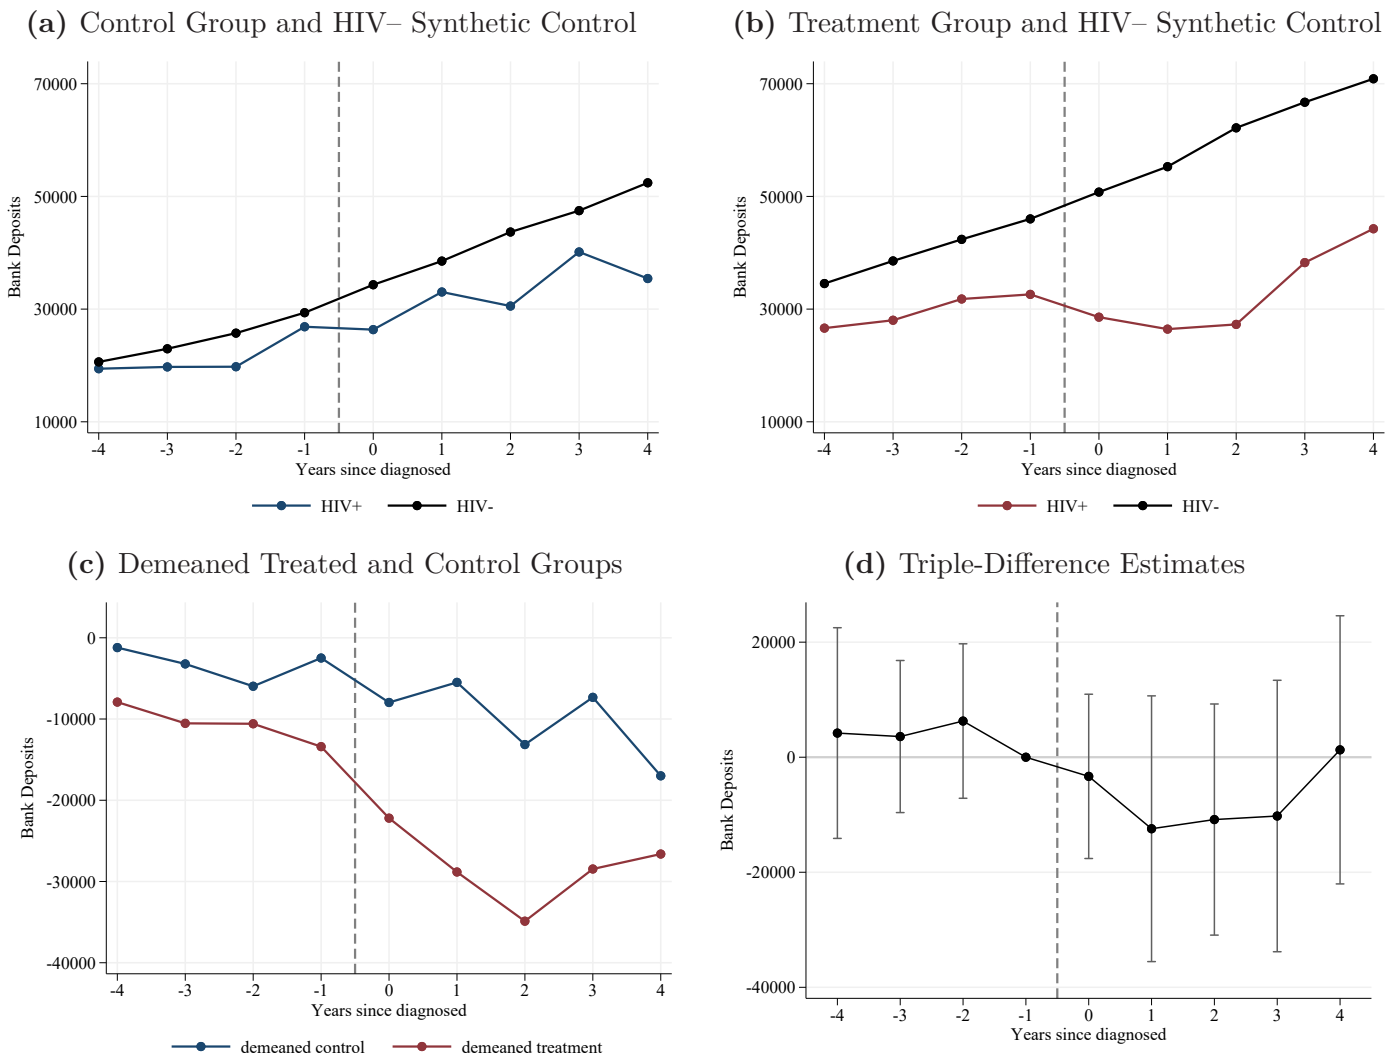 (a) Control Group and HIV– Synthetic Control
70000
50000
30000
10000
Bank Deposits
-4 -3 -2 -1 0 1 2 3 4
Years since diagnosed
HIV+ HIV-
(b) Treatment Group and HIV– Synthetic Control
70000
50000
30000
10000
Bank Deposits
-4 -3 -2 -1 0 1 2 3 4
Years since diagnosed
HIV+ HIV-
(c) Demeaned Treated and Control Groups
0
-10000
-20000
-30000
-40000
Bank Deposits
-4 -3 -2 -1 0 1 2 3 4
Years since diagnosed
demeaned control demeaned treatment
(d) Triple-Difference Estimates
20000
0
-20000
-40000
Bank Deposits
-4 -3 -2 -1 0 1 2 3 4
Years since diagnosed